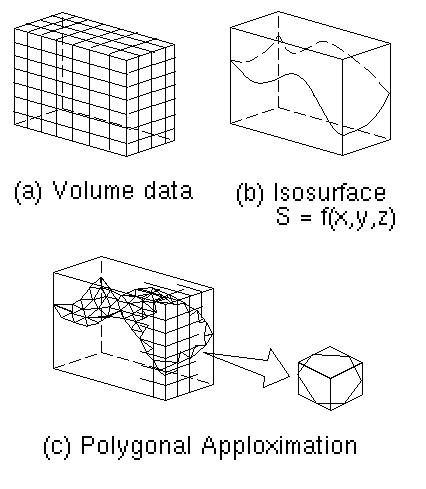 (a) Volume data
(b) Isosurface
S = f(x,y,z)
(c) Polygonal Apploximation